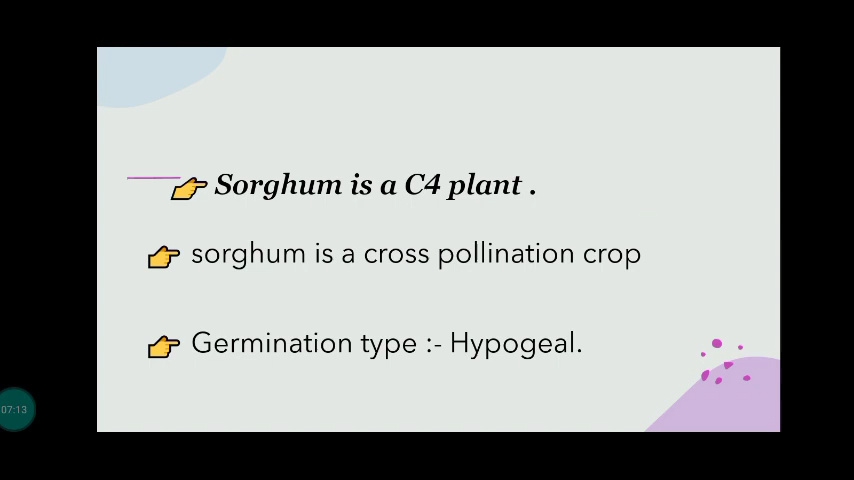 Sorghum is a C4 plant .
sorghum is a cross pollination crop
Germination type :- Hypogeal.
07:13